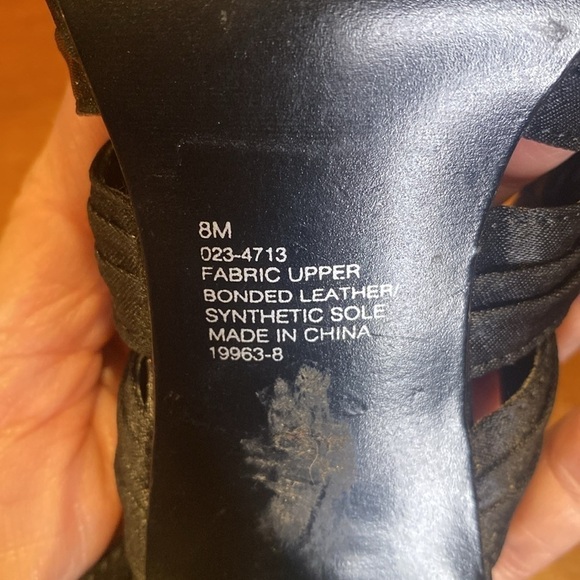 8M
023-4713
FABRIC UPPER
BONDED LEATHER/
SYNTHETIC SOLE
MADE IN CHINA
19963-8